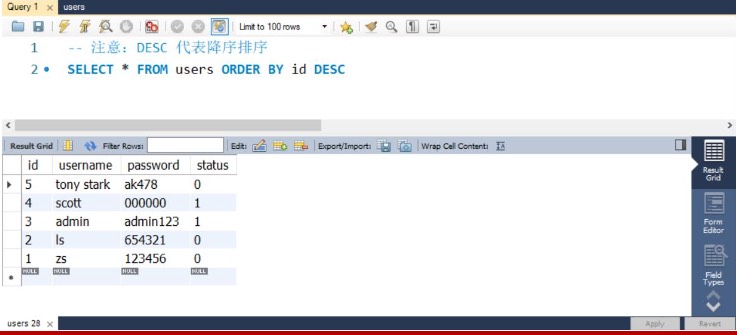 Query 1 × users
Limit to 100 rows
1 -- 注意：DESC 代表降序排序
2 SELECT * FROM users ORDER BY id DESC
Result Grid Filter Rows: Edit: Export/Import: Wrap Cell Content: IA
id username password status
5 tony stark ak478 0
4 scott 000000 1
3 admin admin123 1
2 ls 654321 0
1 zs 123456 0
NULL NULL NULL NULL
Result
Grid
Form
Editor
Field
Types
users 28 × Apply Revert